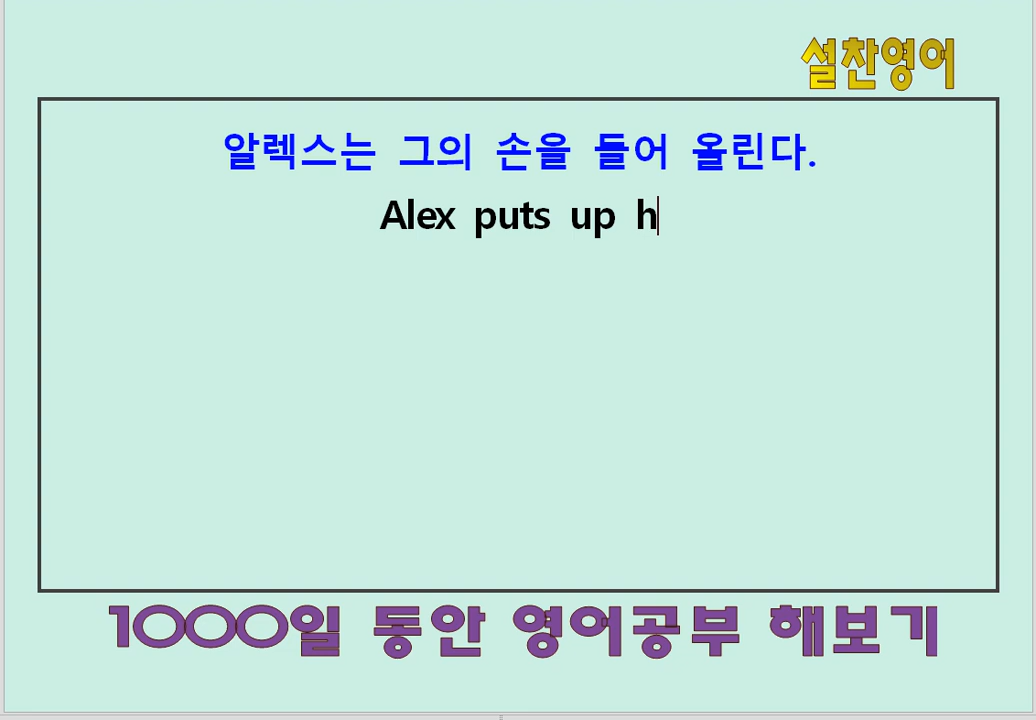 설찬영어
알렉스는 그의 손을 들어 올린다.
Alex puts up h
1000일 동안 영어공부 해보기